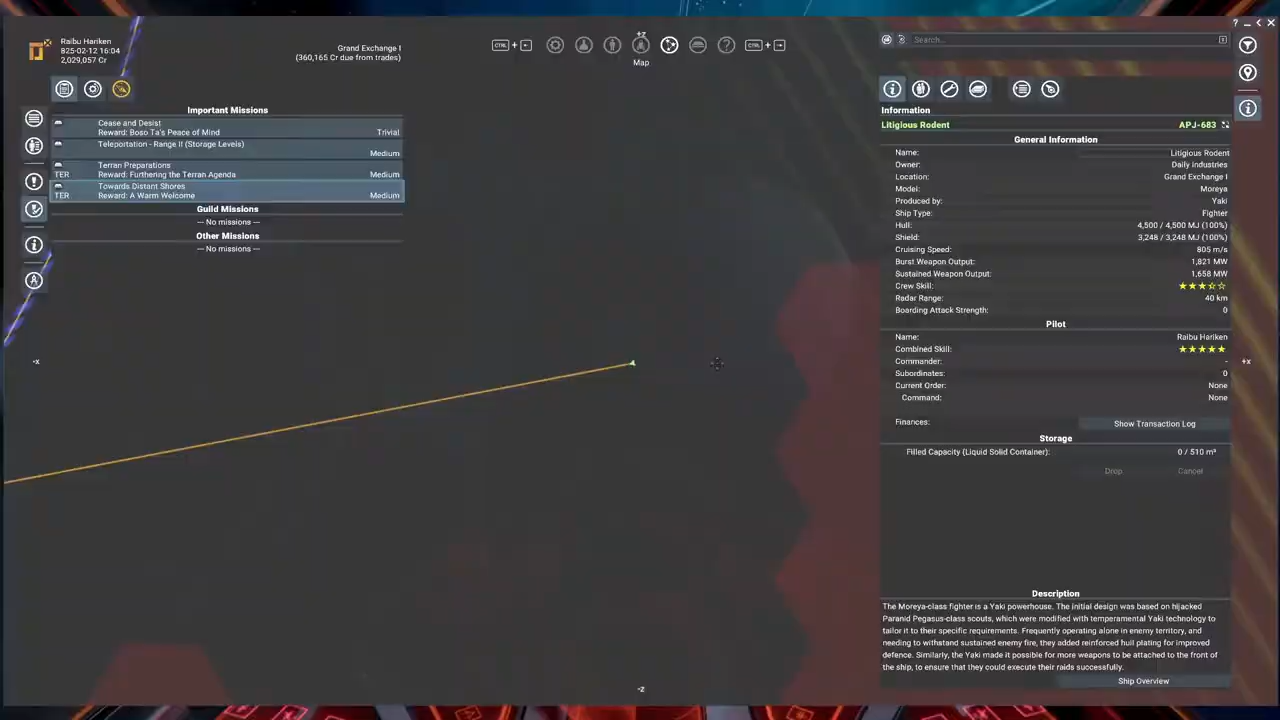 Raibu Hariken
825-02-12 16:04
2,029,057 Cr
Grand Exchange I
(360,165 Cr due from trades)
CTRL +
+Z
CTRL +
Map
Search...
Important Missions
Cease and Desist
Reward: Boso Ta's Peace of Mind Trivial
Teleportation - Range II (Storage Levels)
Medium
Terran Preparations
TER Reward: Furthering the Terran Agenda Medium
Towards Distant Shores
TER Reward: A Warm Welcome Medium
Guild Missions
--- No missions ---
Other Missions
--- No missions ---
-X
+X
-Z
Information
Litigious Rodent APJ-683
General Information
Name: Litigious Rodent
Owner: Daily Industries
Location: Grand Exchange I
Model: Moreya
Produced by: Yaki
Ship Type: Fighter
Hull: 4,500 / 4,500 MJ (100%)
Shield: 3,248 / 3,248 MJ (100%)
Cruising Speed: 805 m/s
Burst Weapon Output: 1,821 MW
Sustained Weapon Output: 1,658 MW
Crew Skill: ★★★☆☆
Radar Range: 40 km
Boarding Attack Strength: 0
Pilot
Name: Raibu Hariken
Combined Skill: ★★★★★
Commander: -
Subordinates: 0
Current Order: None
Command: None
Finances: Show Transaction Log
Storage
Filled Capacity (Liquid Solid Container): 0 / 510 m³
Drop Cancel
Description
The Moreya-class fighter is a Yaki powerhouse. The initial design was based on hijacked
Paranid Pegasus-class scouts, which were modified with temperamental Yaki technology to
tailor it to their specific requirements. Frequently operating alone in enemy territory, and
needing to withstand sustained enemy fire, they added reinforced hull plating for improved
defence. Similarly, the Yaki made it possible for more weapons to be attached to the front of
the ship, to ensure that they could execute their raids successfully.
Ship Overview